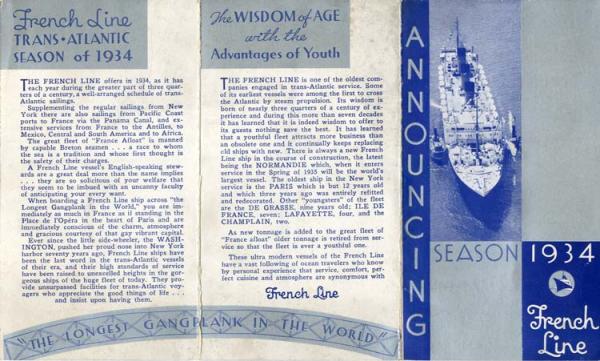 French Line
TRANS•ATLANTIC
SEASON of 1934
THE FRENCH LINE offers in 1934, as it has
each year during the greater part of three quar-
ters of a century, a well-arranged schedule of trans-
Atlantic sailings.
Supplementing the regular sailings from New
York there are also sailings from Pacific Coast
ports to France via the Panama Canal, and ex-
tensive services from France to the Antilles, to
Mexico, Central and South America and to Africa.
The great fleet of "France Afloat" is manned
by capable Breton seamen . . . a race to whom
the sea is a tradition and whose first thought is
the safety of their charges.
A French Line vessel's English-speaking stew-
ards are a great deal more than the name implies
. . . they are so solicitous of your welfare that
they seem to be imbued with an uncanny faculty
of anticipating your every want.
When boarding a French Line ship across "the
Longest Gangplank in the World," you are im-
mediately as much in France as if standing in the
Place de l'Opéra in the heart of Paris and are
immediately conscious of the charm, atmosphere
and gracious courtesy of that gay vibrant capital.
Ever since the little side-wheeler, the WASH-
INGTON, pushed her proud nose into New York
harbor seventy years ago, French Line ships have
been the last word in the trans-Atlantic vessels
of their era, and their high standards of service
have been raised to unexcelled heights in the gor-
geous ships of the huge fleet of today. They pro-
vide unsurpassed facilities for trans-Atlantic voy-
agers who appreciate the good things of life . . .
and insist upon having them.
The WISDOM of AGE
with the
Advantages of Youth
THE FRENCH LINE is one of the oldest com-
panies engaged in trans-Atlantic service. Some
of its earliest vessels were among the first to cross
the Atlantic by steam propulsion. Its wisdom is
born of nearly three quarters of a century of ex-
perience and during this more than seven decades
it has learned that it is indeed wisdom to offer to
its guests nothing save the best. It has learned
that a youthful fleet attracts more business than
an obsolete one and it continually keeps replacing
old ships with new. There is always a new French
Line ship in the course of construction, the latest
being the NORMANDIE which, when it enters
service in the Spring of 1935 will be the world's
largest vessel. The oldest ship in the New York
service is the PARIS which is but 12 years old
and which three years ago was entirely refitted
and redecorated. Other "youngsters" of the fleet
are the DE GRASSE, nine years old; ILE DE
FRANCE, seven; LAFAYETTE, four, and the
CHAMPLAIN, two.
As new tonnage is added to the great fleet of
"France afloat" older tonnage is retired from serv-
ice so that the fleet is ever a youthful one.
These ultra modern vessels of the French Line
have a vast following of ocean travelers who know
by personal experience that service, comfort, per-
fect cuisine and atmosphere are synonymous with
French Line
"THE LONGEST GANGPLANK IN THE WORLD"
ANNOUNCING
SEASON 1934
French
Line